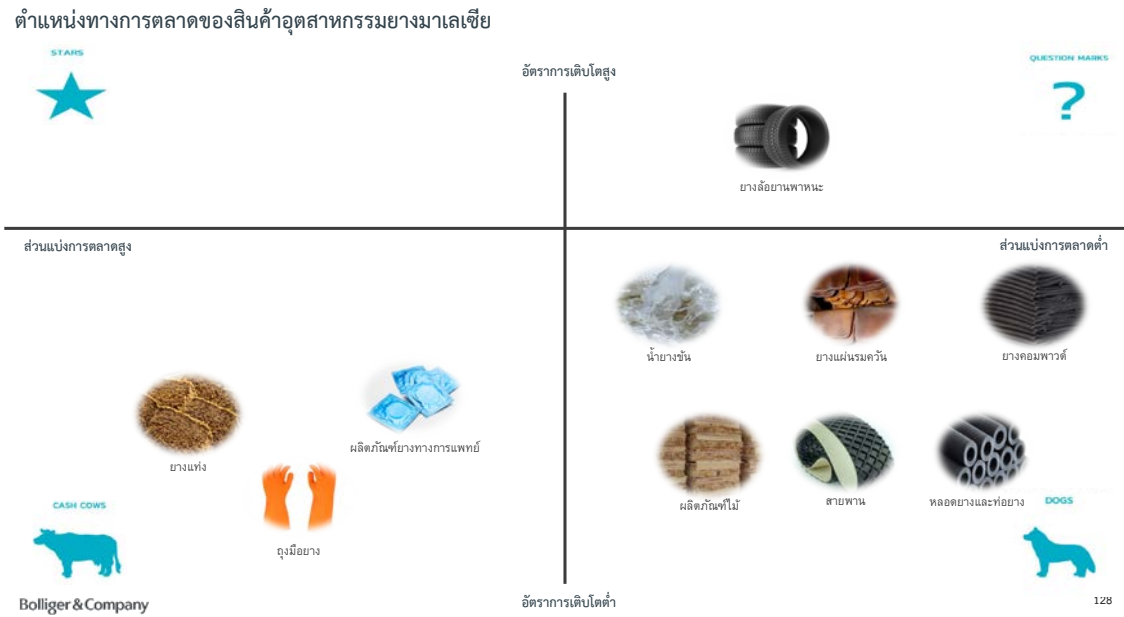 ตำแหน่งทางการตลาดของสินค้าอุตสาหกรรมยางมาเลเซีย
STARS
QUESTION MARKS
อัตราการเติบโตสูง
?
ยางล้อยานพาหนะ
ส่วนแบ่งการตลาดสูง
ส่วนแบ่งการตลาดต่ำ
น้ำยางข้น
ยางแผ่นรมควัน
ยางคอมพาวด์
ผลิตภัณฑ์ยางทางการแพทย์
ยางแท่ง
ผลิตภัณฑ์ไม้
สายพาน
หลอดยางและท่อยาง
DOGS
CASH COWS
ถุงมือยาง
Bolliger & Company
อัตราการเติบโตต่ำ
128